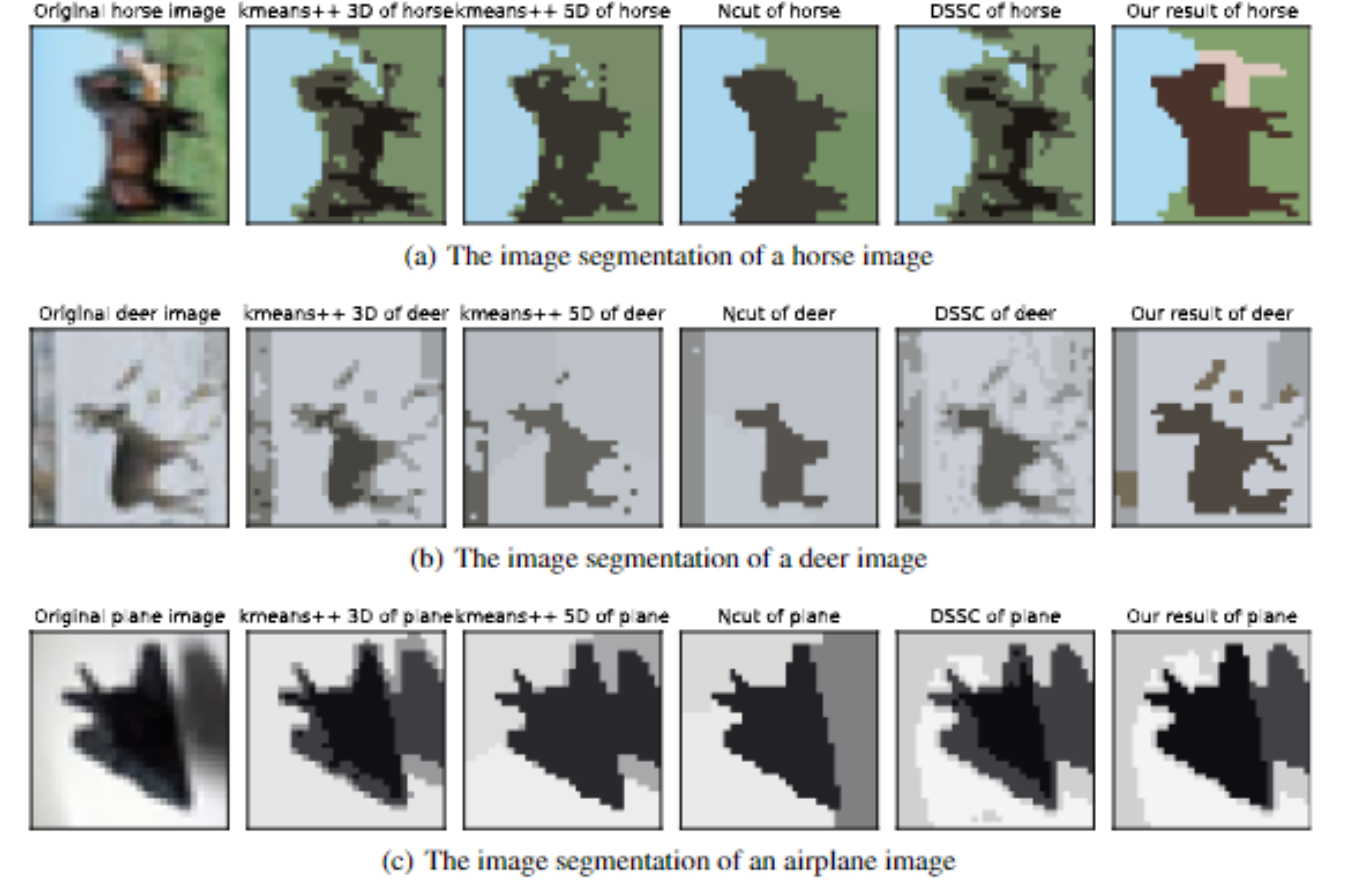 Original horse image kmeans++ 3D of horse kmeans++ 5D of horse Ncut of horse DSSC of horse Our result of horse
(a) The image segmentation of a horse image
Original deer image kmeans++ 3D of deer kmeans++ 5D of deer Ncut of deer DSSC of deer Our result of deer
(b) The image segmentation of a deer image
Original plane image kmeans++ 3D of plane kmeans++ 5D of plane Ncut of plane DSSC of plane Our result of plane
(c) The image segmentation of an airplane image